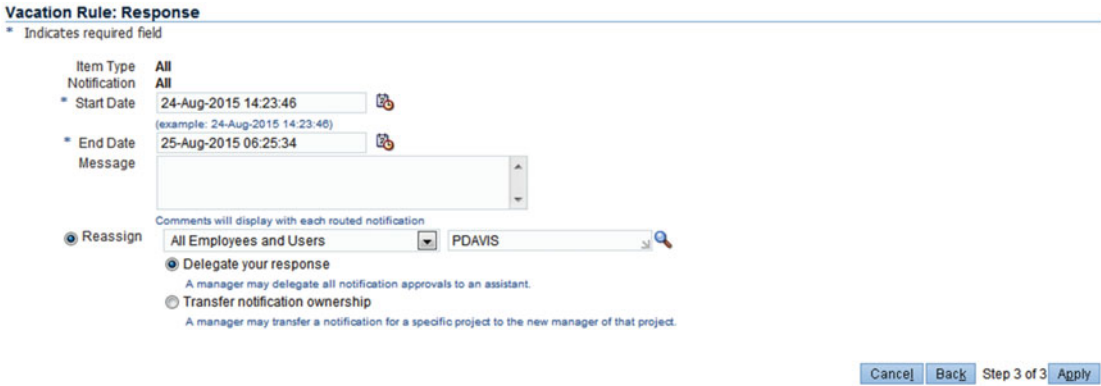 Vacation Rule: Response
* Indicates required field
Item Type All
Notification All
* Start Date 24-Aug-2015 14:23:46
(example: 24-Aug-2015 14:23:46)
* End Date 25-Aug-2015 06:25:34
Message
Comments will display with each routed notification
Reassign All Employees and Users PDAVIS
Delegate your response
A manager may delegate all notification approvals to an assistant.
Transfer notification ownership
A manager may transfer a notification for a specific project to the new manager of that project.
Cancel Back Step 3 of 3 Apply